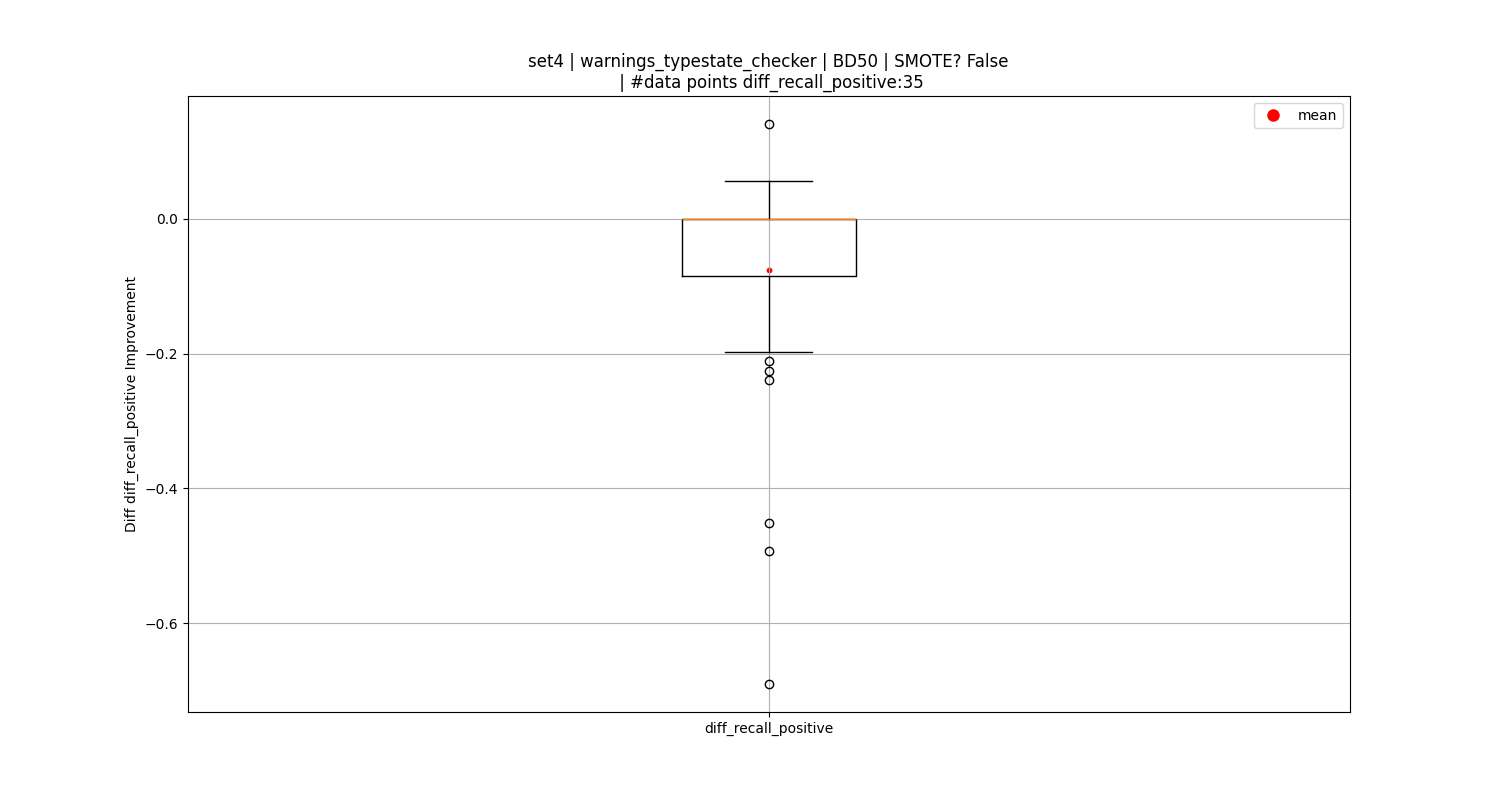 set4 | warnings_typestate_checker | BD50 | SMOTE? False
| #data points diff_recall_positive:35
mean
0.0
−0.2
−0.4
−0.6
Diff diff_recall_positive Improvement
diff_recall_positive